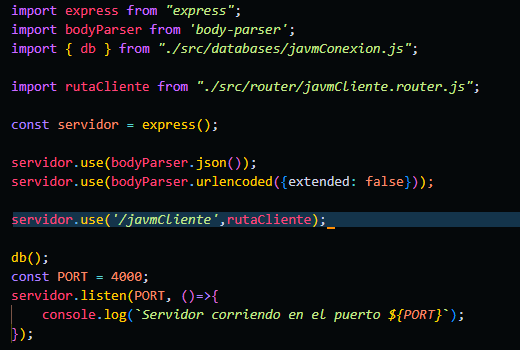 import express from "express";
import bodyParser from 'body-parser';
import { db } from "./src/databases/javmConexion.js";
import rutaCliente from "./src/router/javmCliente.router.js";
const servidor = express();
servidor.use(bodyParser.json());
servidor.use(bodyParser.urlencoded({extended: false}));
servidor.use('/javmCliente',rutaCliente);
db();
const PORT = 4000;
servidor.listen(PORT, ()=>{
    console.log(`Servidor corriendo en el puerto ${PORT}`);
});